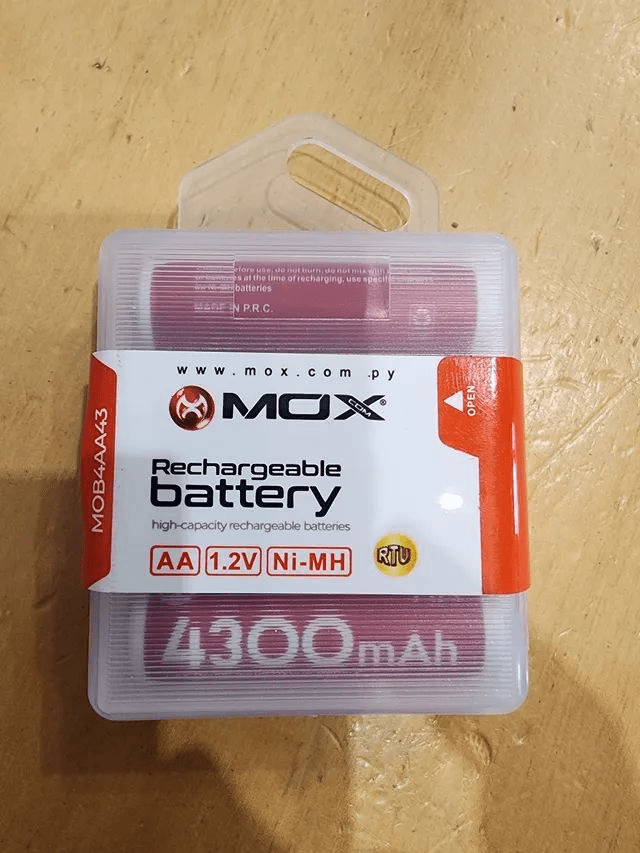 before use, do not burn, do not mix with
at the time of recharging, use specif
batteries
MADE IN P.R.C.
www.mox.com.py
MOX
COM
®
OPEN
MOB4AA43
Rechargeable
battery
high-capacity rechargeable batteries
AA 1.2V Ni-MH
RTU
4300mAh